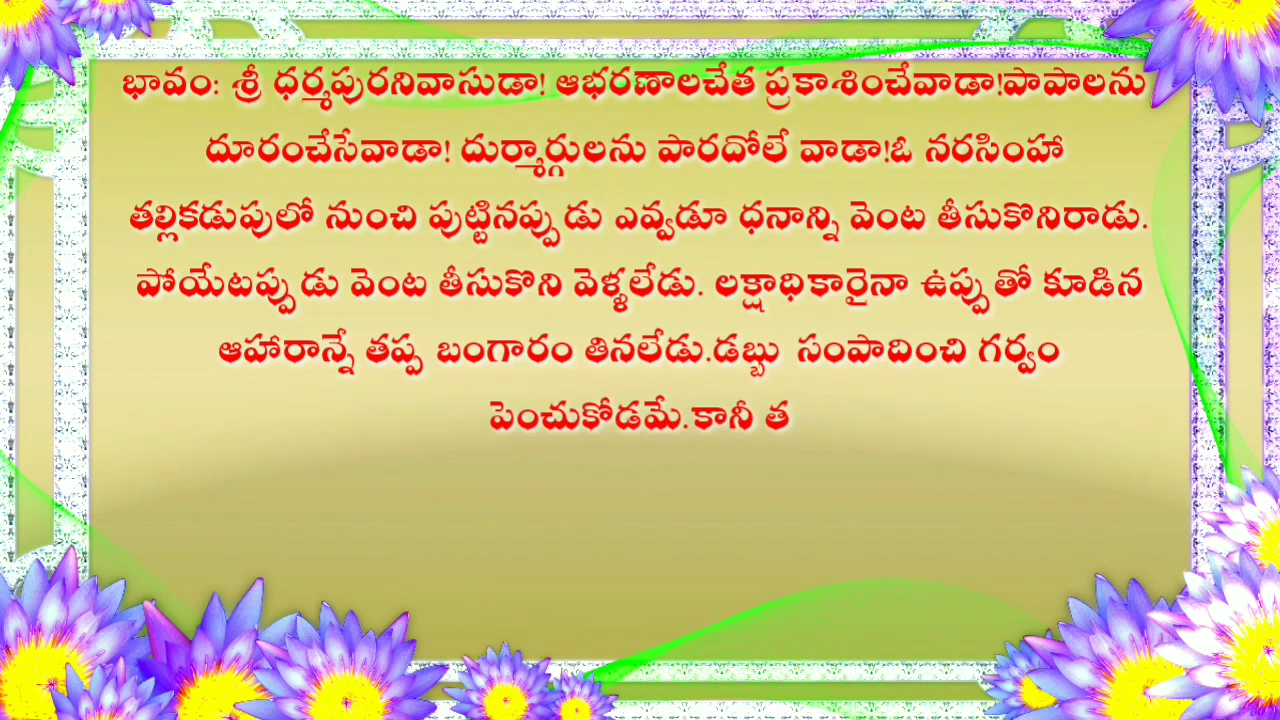 భావం: శ్రీ ధర్మపురనివాసుడా! ఆభరణాలచేత ప్రకాశించేవాడా!పాపాలను
దూరంచేసేవాడా! దుర్మార్గులను పారదోలే వాడా!ఓ నరసింహా
తల్లికడుపులో నుంచి పుట్టినప్పుడు ఎవ్వడూ ధనాన్ని వెంట తీసుకొనిరాడు.
పోయేటప్పుడు వెంట తీసుకొని వెళ్ళలేడు. లక్షాధికారైనా ఉప్పుతో కూడిన
ఆహారాన్నే తప్ప బంగారం తినలేడు.డబ్బు సంపాదించి గర్వం
పెంచుకోడమే.కానీ త